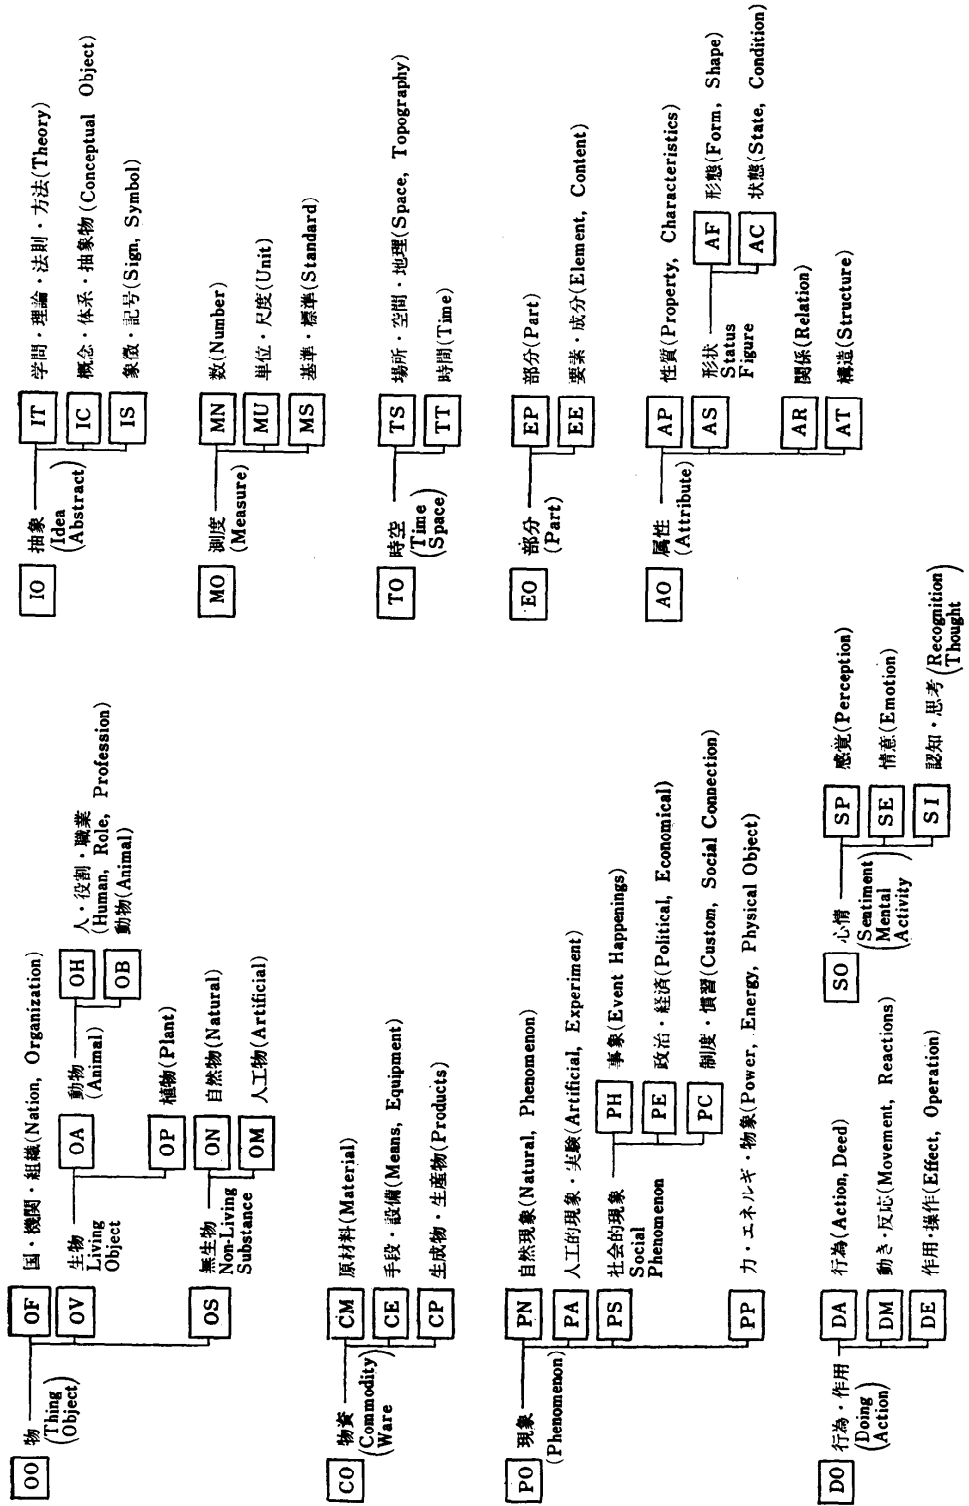 OO 物 (Thing Object)
OF 国・機関・組織(Nation, Organization)
OV 生物 Living Object
OA 動物 (Animal)
OH 人・役割・職業 (Human, Role, Profession)
OB 動物(Animal)
OP 植物(Plant)
OS 無生物 Non-Living Substance
ON 自然物(Natural)
OM 人工物(Artificial)
CO 物資 (Commodity Ware)
CM 原材料(Material)
CE 手段・設備(Means, Equipment)
CP 生成物・生産物(Products)
PO 現象 (Phenomenon)
PN 自然現象(Natural, Phenomenon)
PA 人工的現象・実験(Artificial, Experiment)
PS 社会的現象 Social Phenomenon
PH 事象(Event Happenings)
PE 政治・経済(Political, Economical)
PC 制度・慣習(Custom, Social Connection)
PP 力・エネルギ・物象(Power, Energy, Physical Object)
DO 行為・作用 (Doing Action)
DA 行為(Action, Deed)
DM 動き・反応(Movement, Reactions)
DE 作用・操作(Effect, Operation)
SO 心情 (Sentiment Mental Activity)
SP 感覚(Perception)
SE 情意(Emotion)
SI 認知・思考(Recognition Thought)
IO 抽象 (Idea Abstract)
IT 学問・理論・法則・方法(Theory)
IC 概念・体系・抽象物(Conceptual Object)
IS 象徴・記号(Sign, Symbol)
MO 測度 (Measure)
MN 数(Number)
MU 単位・尺度(Unit)
MS 基準・標準(Standard)
TO 時空 (Time Space)
TS 場所・空間・地理(Space, Topography)
TT 時間(Time)
EO 部分 (Part)
EP 部分(Part)
EE 要素・成分(Element, Content)
AO 属性 (Attribute)
AP 性質(Property, Characteristics)
AS 形状 Status Figure
AF 形態(Form, Shape)
AC 状態(State, Condition)
AR 関係(Relation)
AT 構造(Structure)